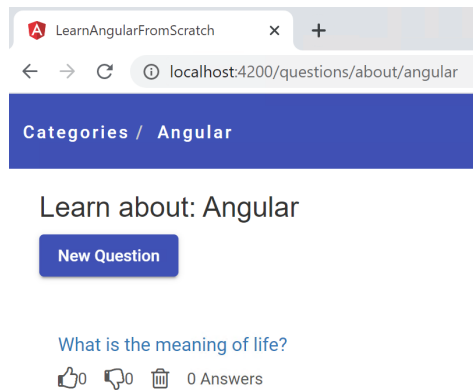 LearnAngularFromScratch
localhost:4200/questions/about/angular
Categories / Angular
Learn about: Angular
New Question
What is the meaning of life?
0 0 0 Answers